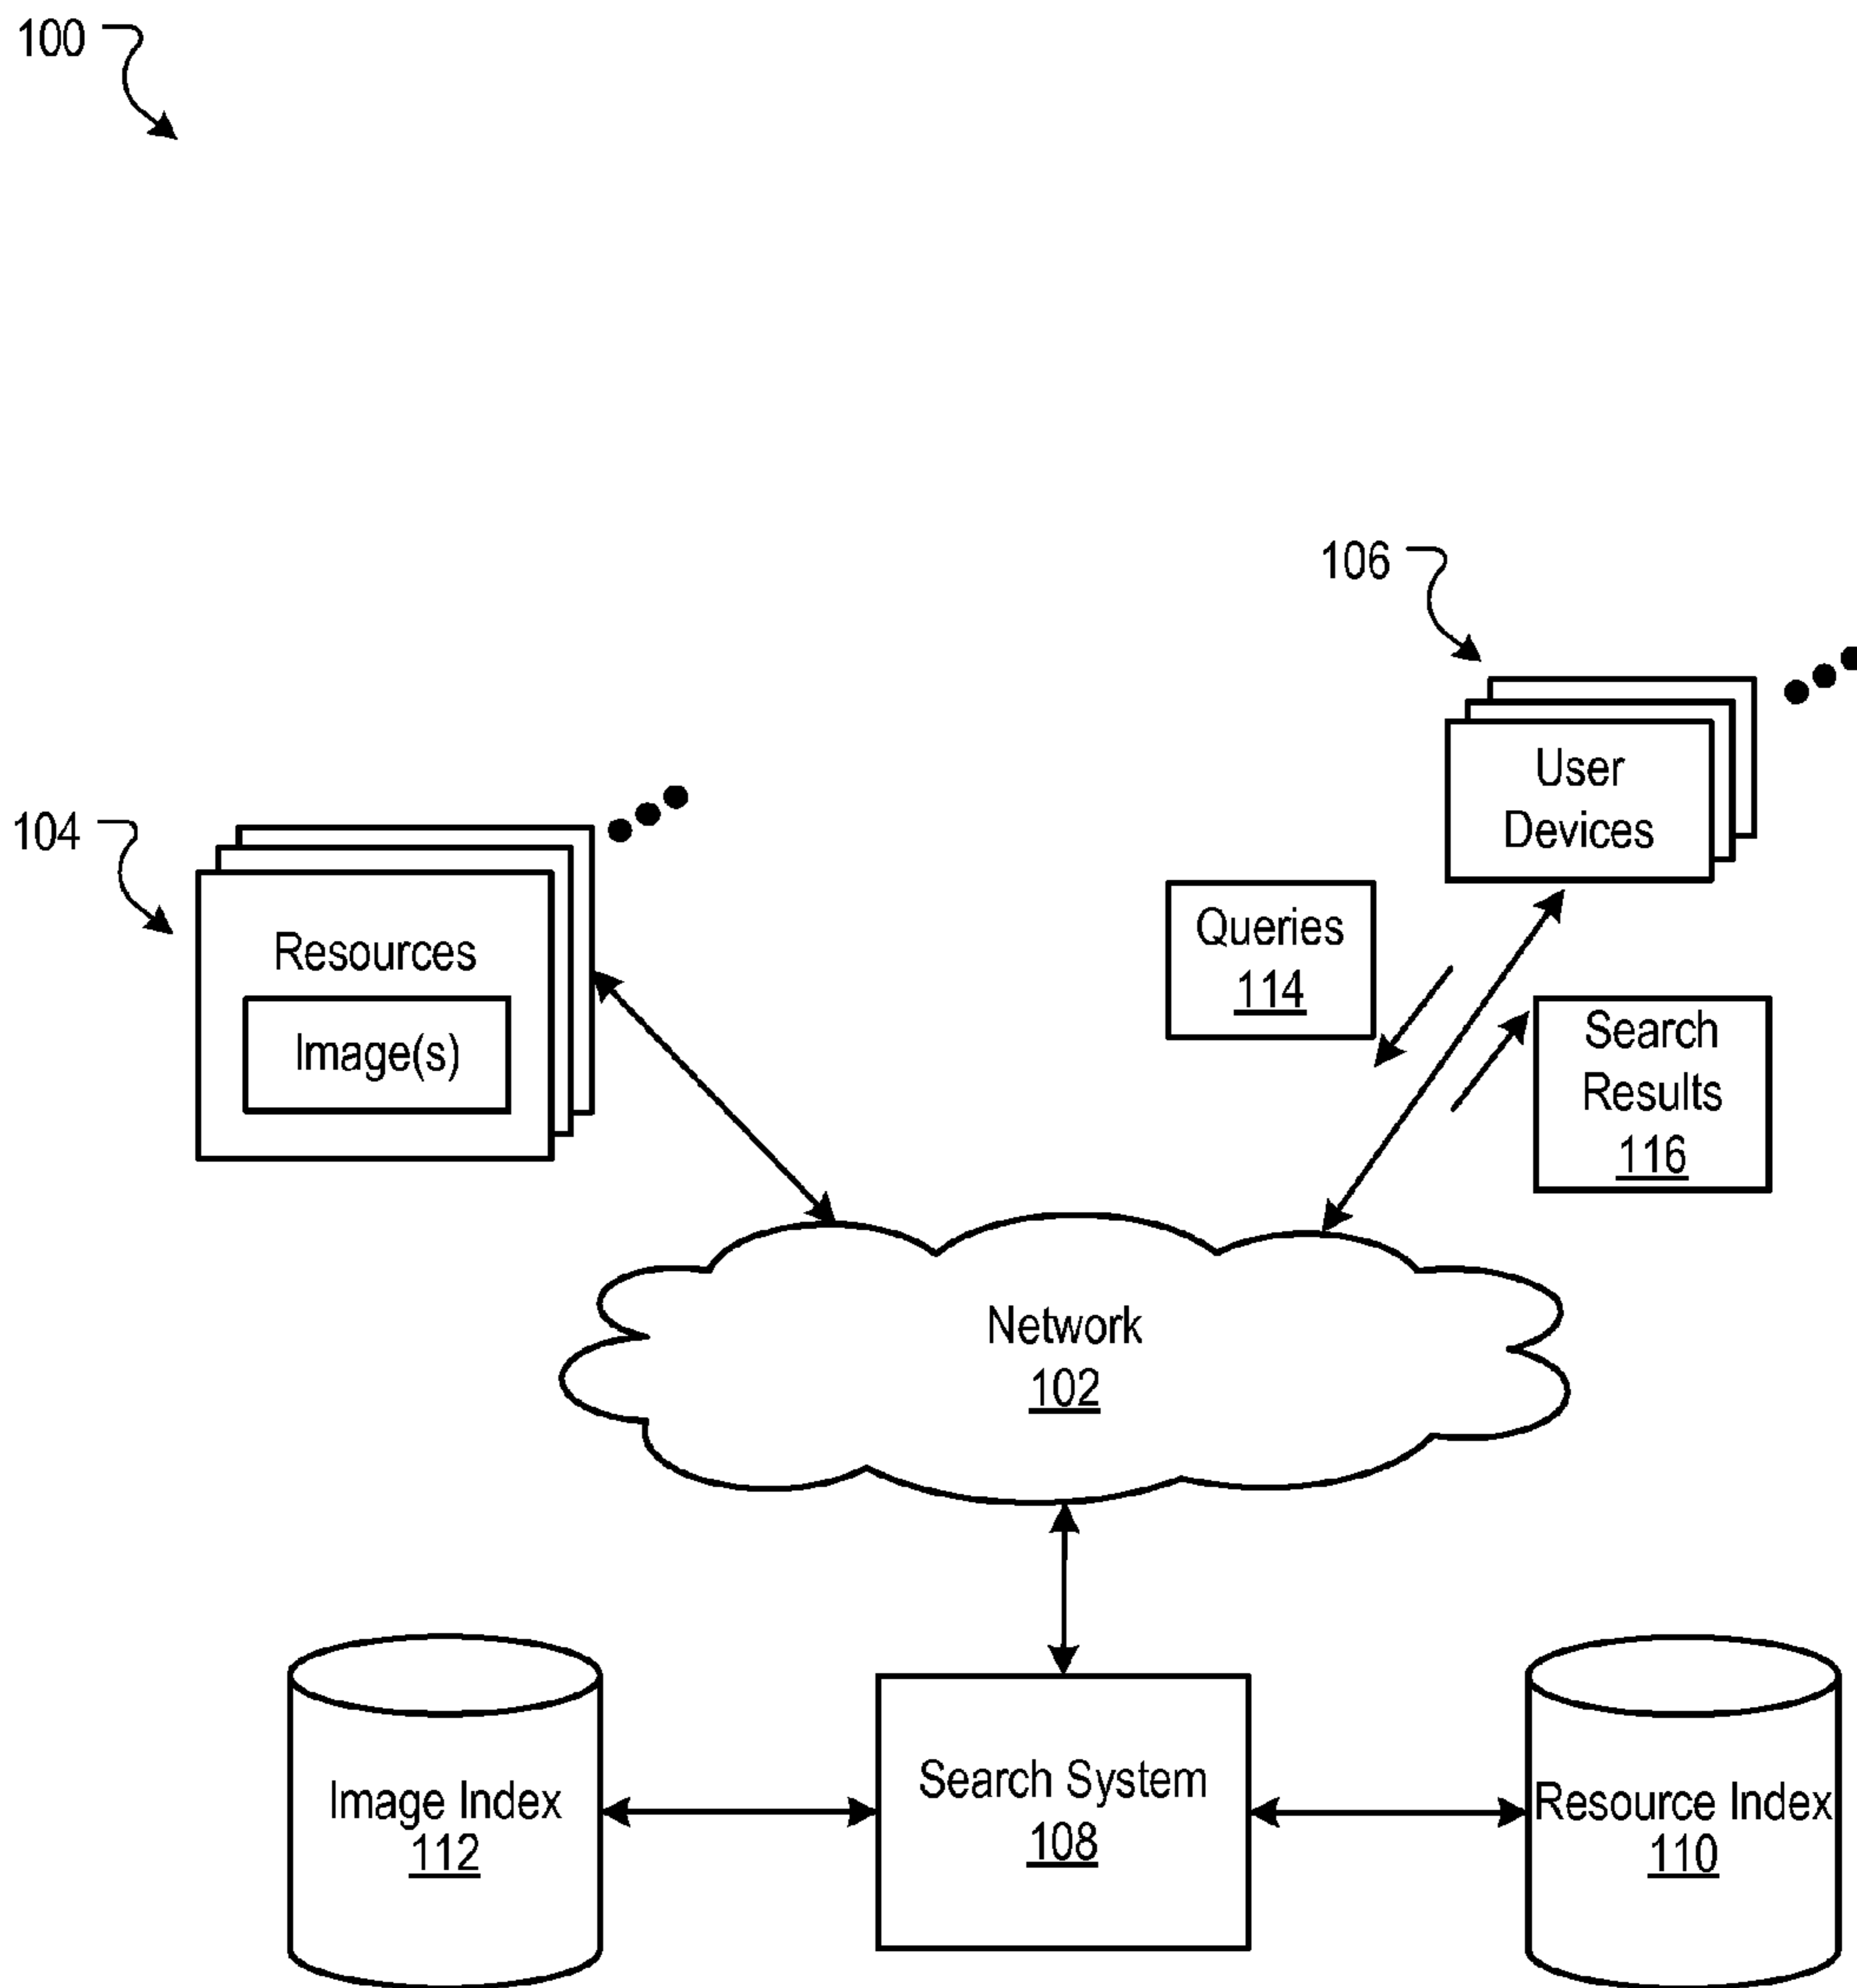 100
106
User
Devices
104
Resources
Image(s)
Queries
114
Search
Results
116
Network
102
Image Index
112
Search System
108
Resource Index
110